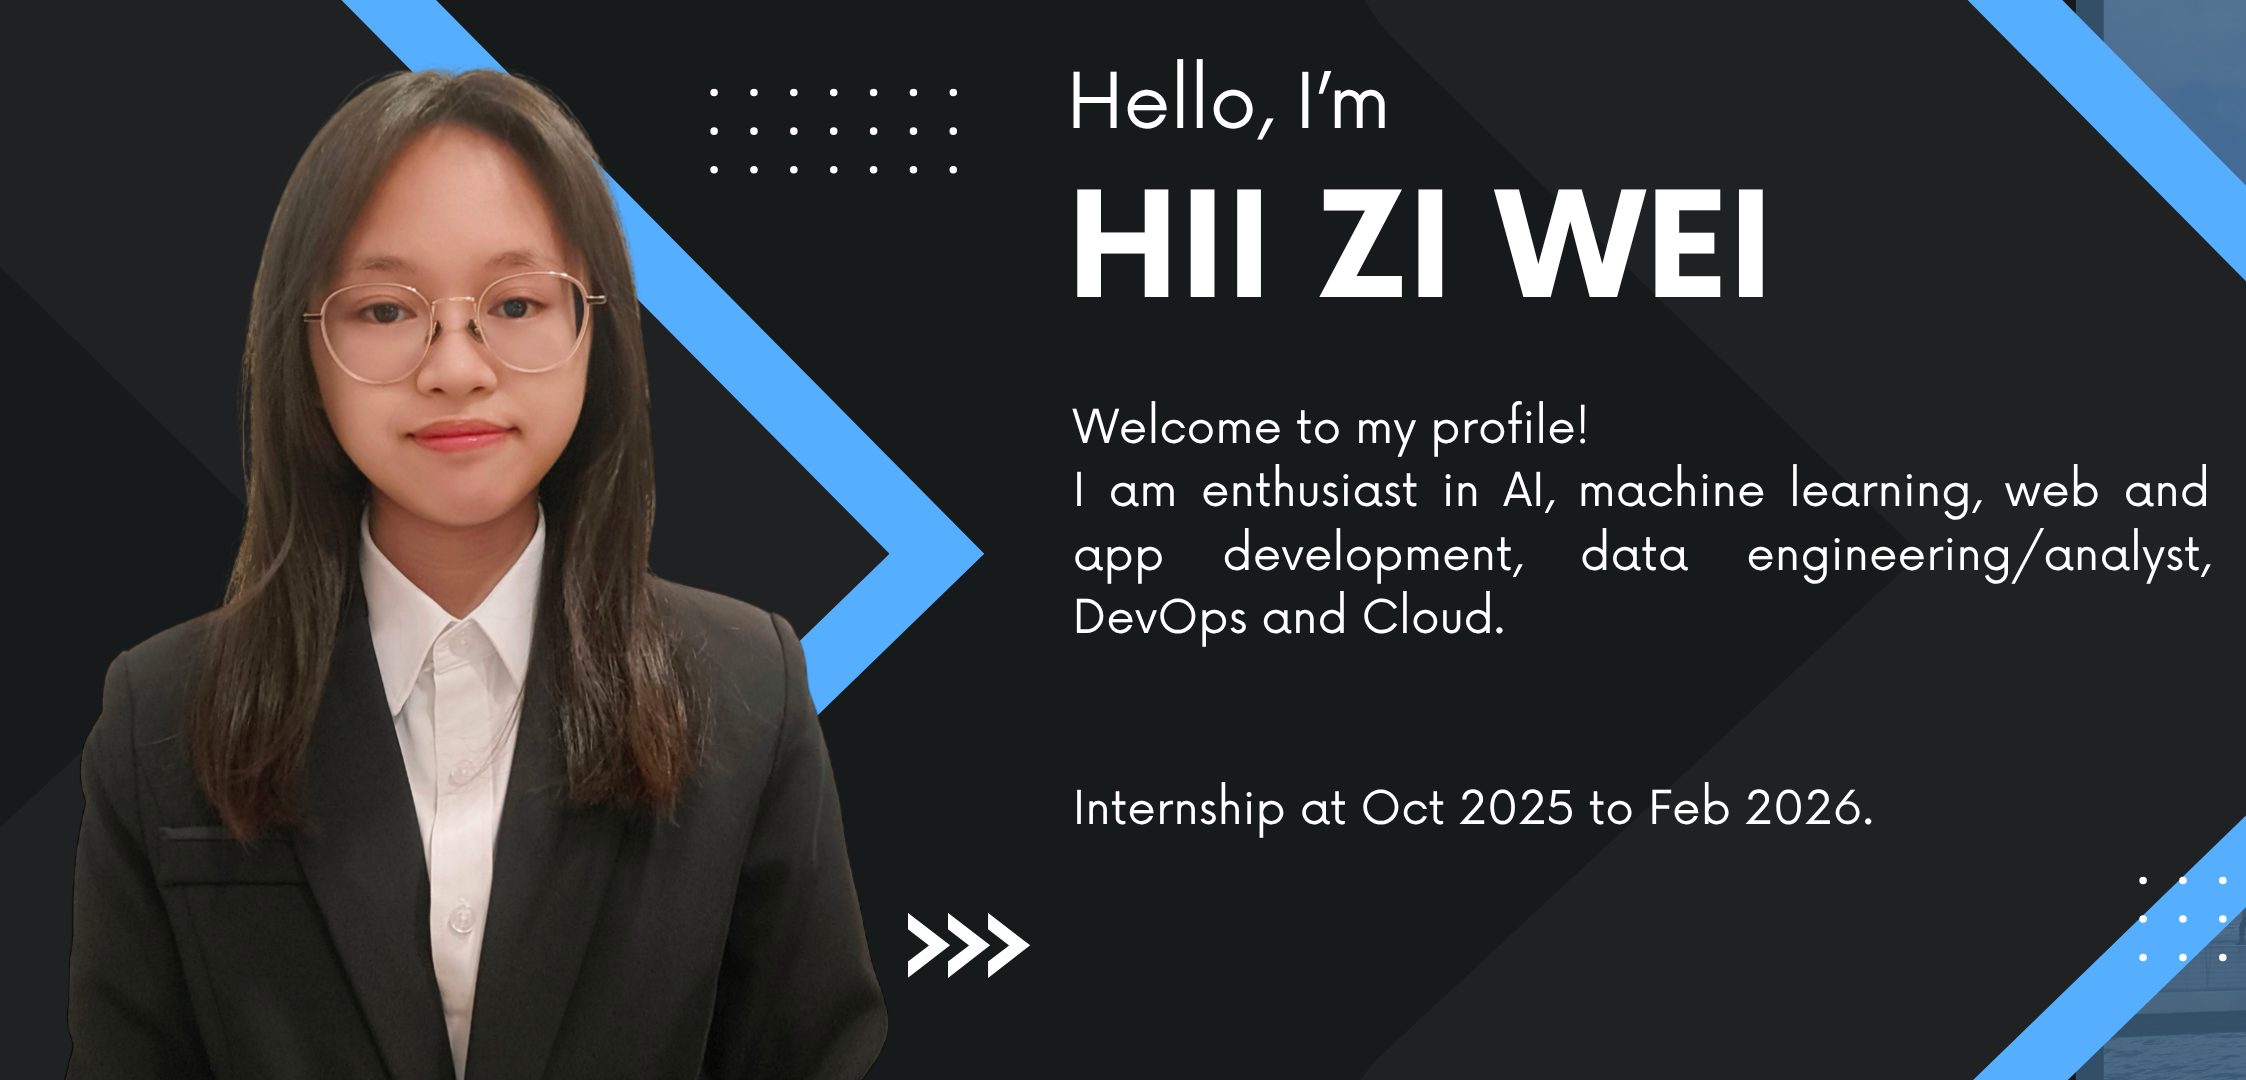 Hello, I’m
HII ZI WEI
Welcome to my profile!
I am enthusiast in AI, machine learning, web and
app development, data engineering/analyst,
DevOps and Cloud.
Internship at Oct 2025 to Feb 2026.